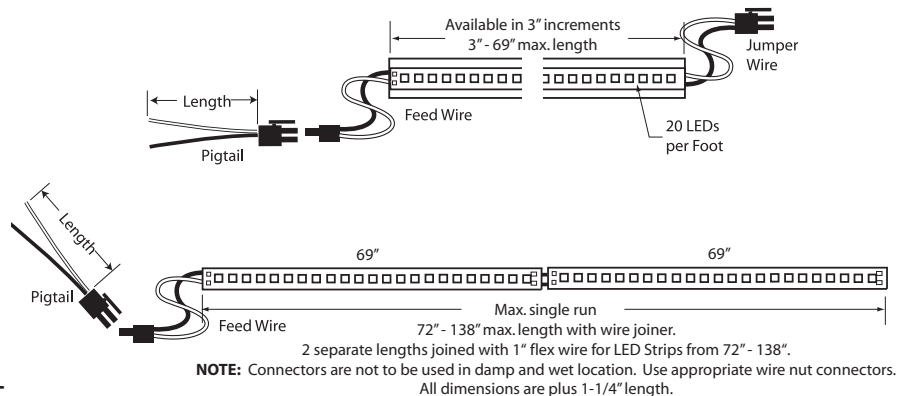 Available in 3” increments
3” - 69” max. length
Jumper
Wire
Length
Feed Wire
20 LEDs
per Foot
Pigtail
Length
69”
69”
Pigtail
Feed Wire
Max. single run
72” - 138” max. length with wire joiner.
2 separate lengths joined with 1“ flex wire for LED Strips from 72” - 138“.
NOTE: Connectors are not to be used in damp and wet location. Use appropriate wire nut connectors.
All dimensions are plus 1-1/4” length.